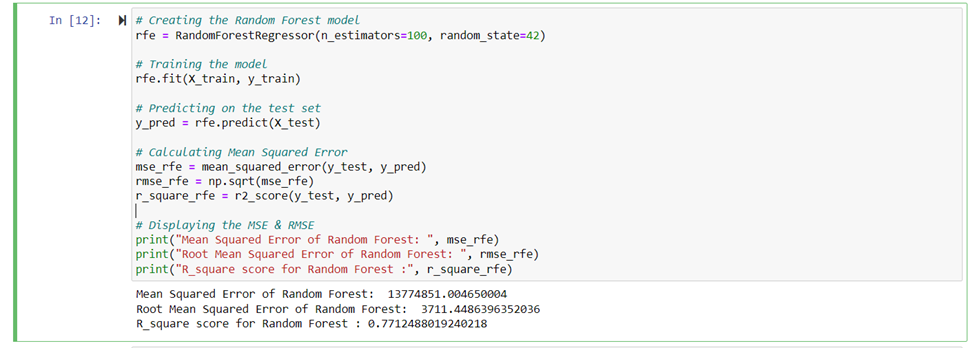 In [12]:
# Creating the Random Forest model
rfe = RandomForestRegressor(n_estimators=100, random_state=42)
# Training the model
rfe.fit(X_train, y_train)
# Predicting on the test set
y_pred = rfe.predict(X_test)
# Calculating Mean Squared Error
mse_rfe = mean_squared_error(y_test, y_pred)
rmse_rfe = np.sqrt(mse_rfe)
r_square_rfe = r2_score(y_test, y_pred)
# Displaying the MSE & RMSE
print("Mean Squared Error of Random Forest: ", mse_rfe)
print("Root Mean Squared Error of Random Forest: ", rmse_rfe)
print("R_square score for Random Forest :", r_square_rfe)
Mean Squared Error of Random Forest:  13774851.004650004
Root Mean Squared Error of Random Forest:  3711.4486396352036
R_square score for Random Forest : 0.7712488019240218